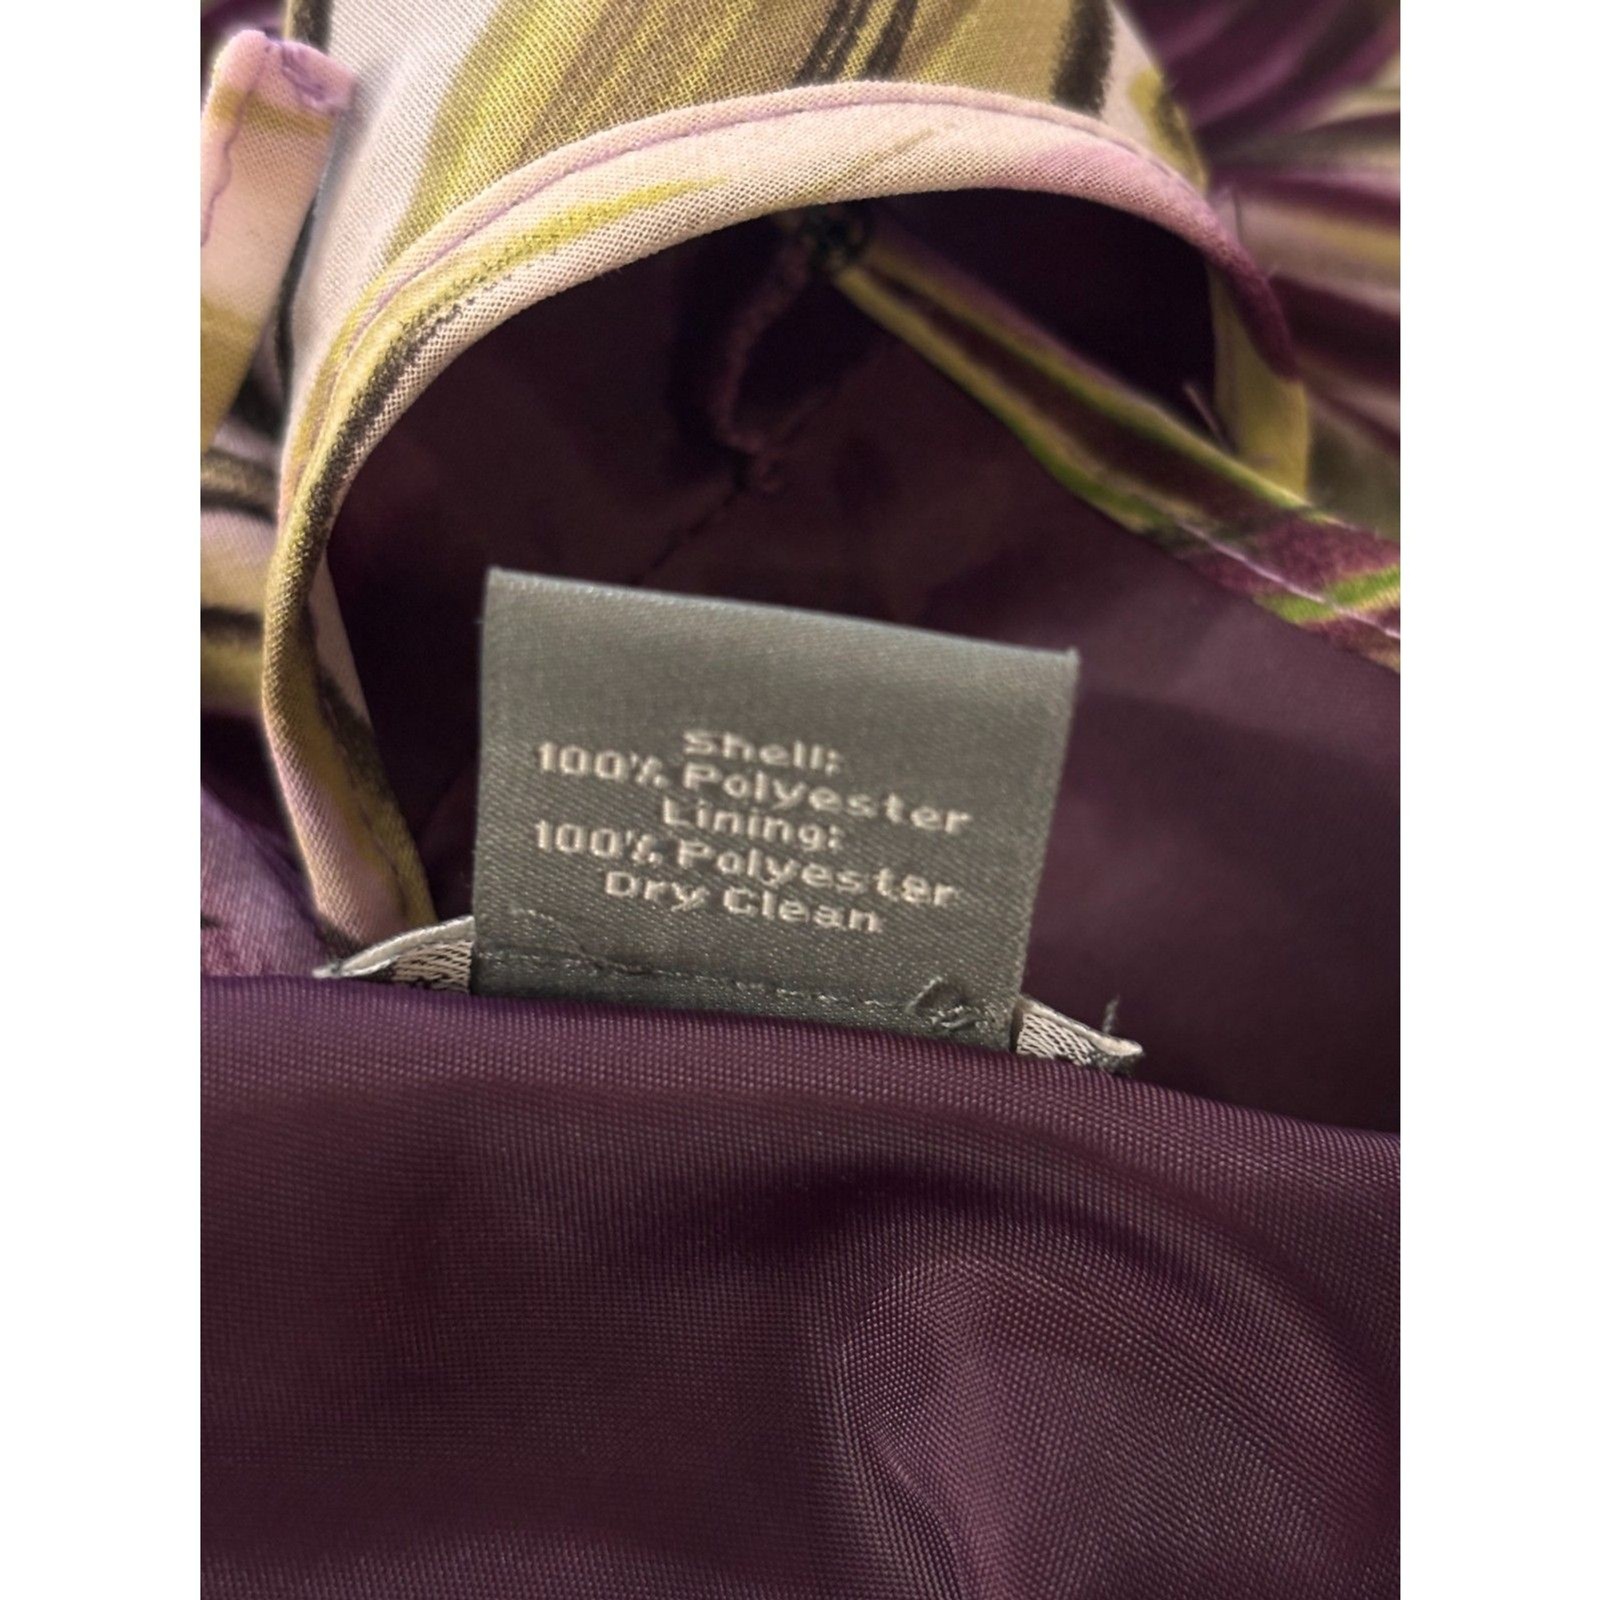 Shell:
100% Polyester
Lining:
100% Polyester
Dry Clean